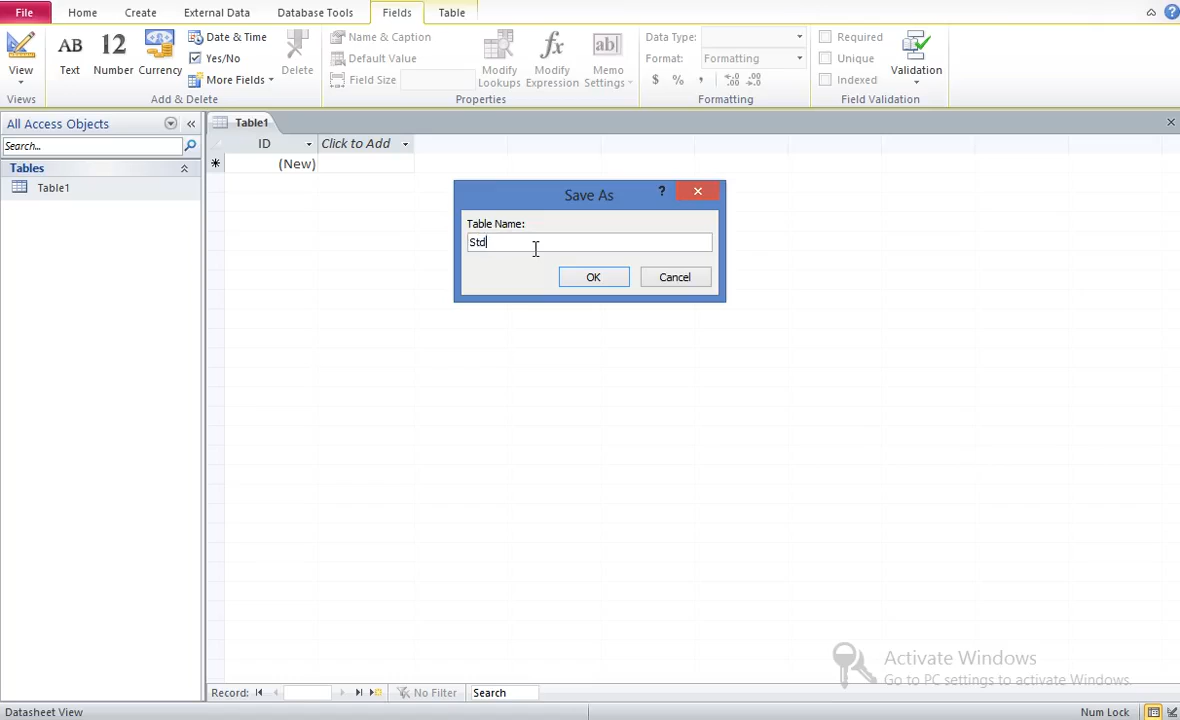 File Home Create External Data Database Tools Fields Table
View
Views
AB
Text
12
Number
Currency
Date & Time
Yes/No
More Fields
Delete
Add & Delete
Name & Caption
Default Value
Field Size
Modify
Lookups
fx
Modify
Expression
ab
Memo
Settings
Properties
Data Type:
Format: Formatting
$ % , .00 .00
Formatting
Required
Unique
Indexed
Validation
Field Validation
All Access Objects
Search...
Tables
Table1
Table1
ID Click to Add
(New)
Save As
Table Name:
Std
OK Cancel
Activate Windows
Go to PC settings to activate Windows.
Record: No Filter Search
Datasheet View Num Lock